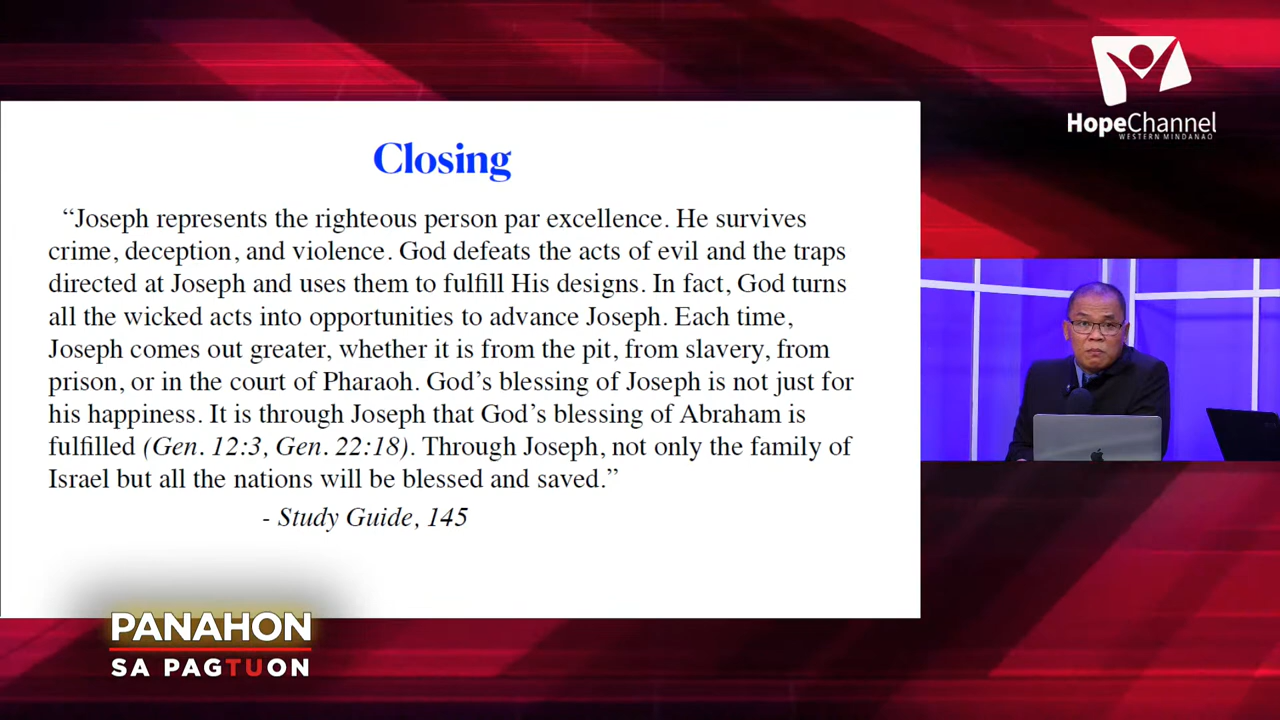 HopeChannel
WESTERN MINDANAO
Closing
“Joseph represents the righteous person par excellence. He survives
crime, deception, and violence. God defeats the acts of evil and the traps
directed at Joseph and uses them to fulfill His designs. In fact, God turns
all the wicked acts into opportunities to advance Joseph. Each time,
Joseph comes out greater, whether it is from the pit, from slavery, from
prison, or in the court of Pharaoh. God’s blessing of Joseph is not just for
his happiness. It is through Joseph that God’s blessing of Abraham is
fulfilled (Gen. 12:3, Gen. 22:18). Through Joseph, not only the family of
Israel but all the nations will be blessed and saved.”
- Study Guide, 145
PANAHON
SA PAGTUON